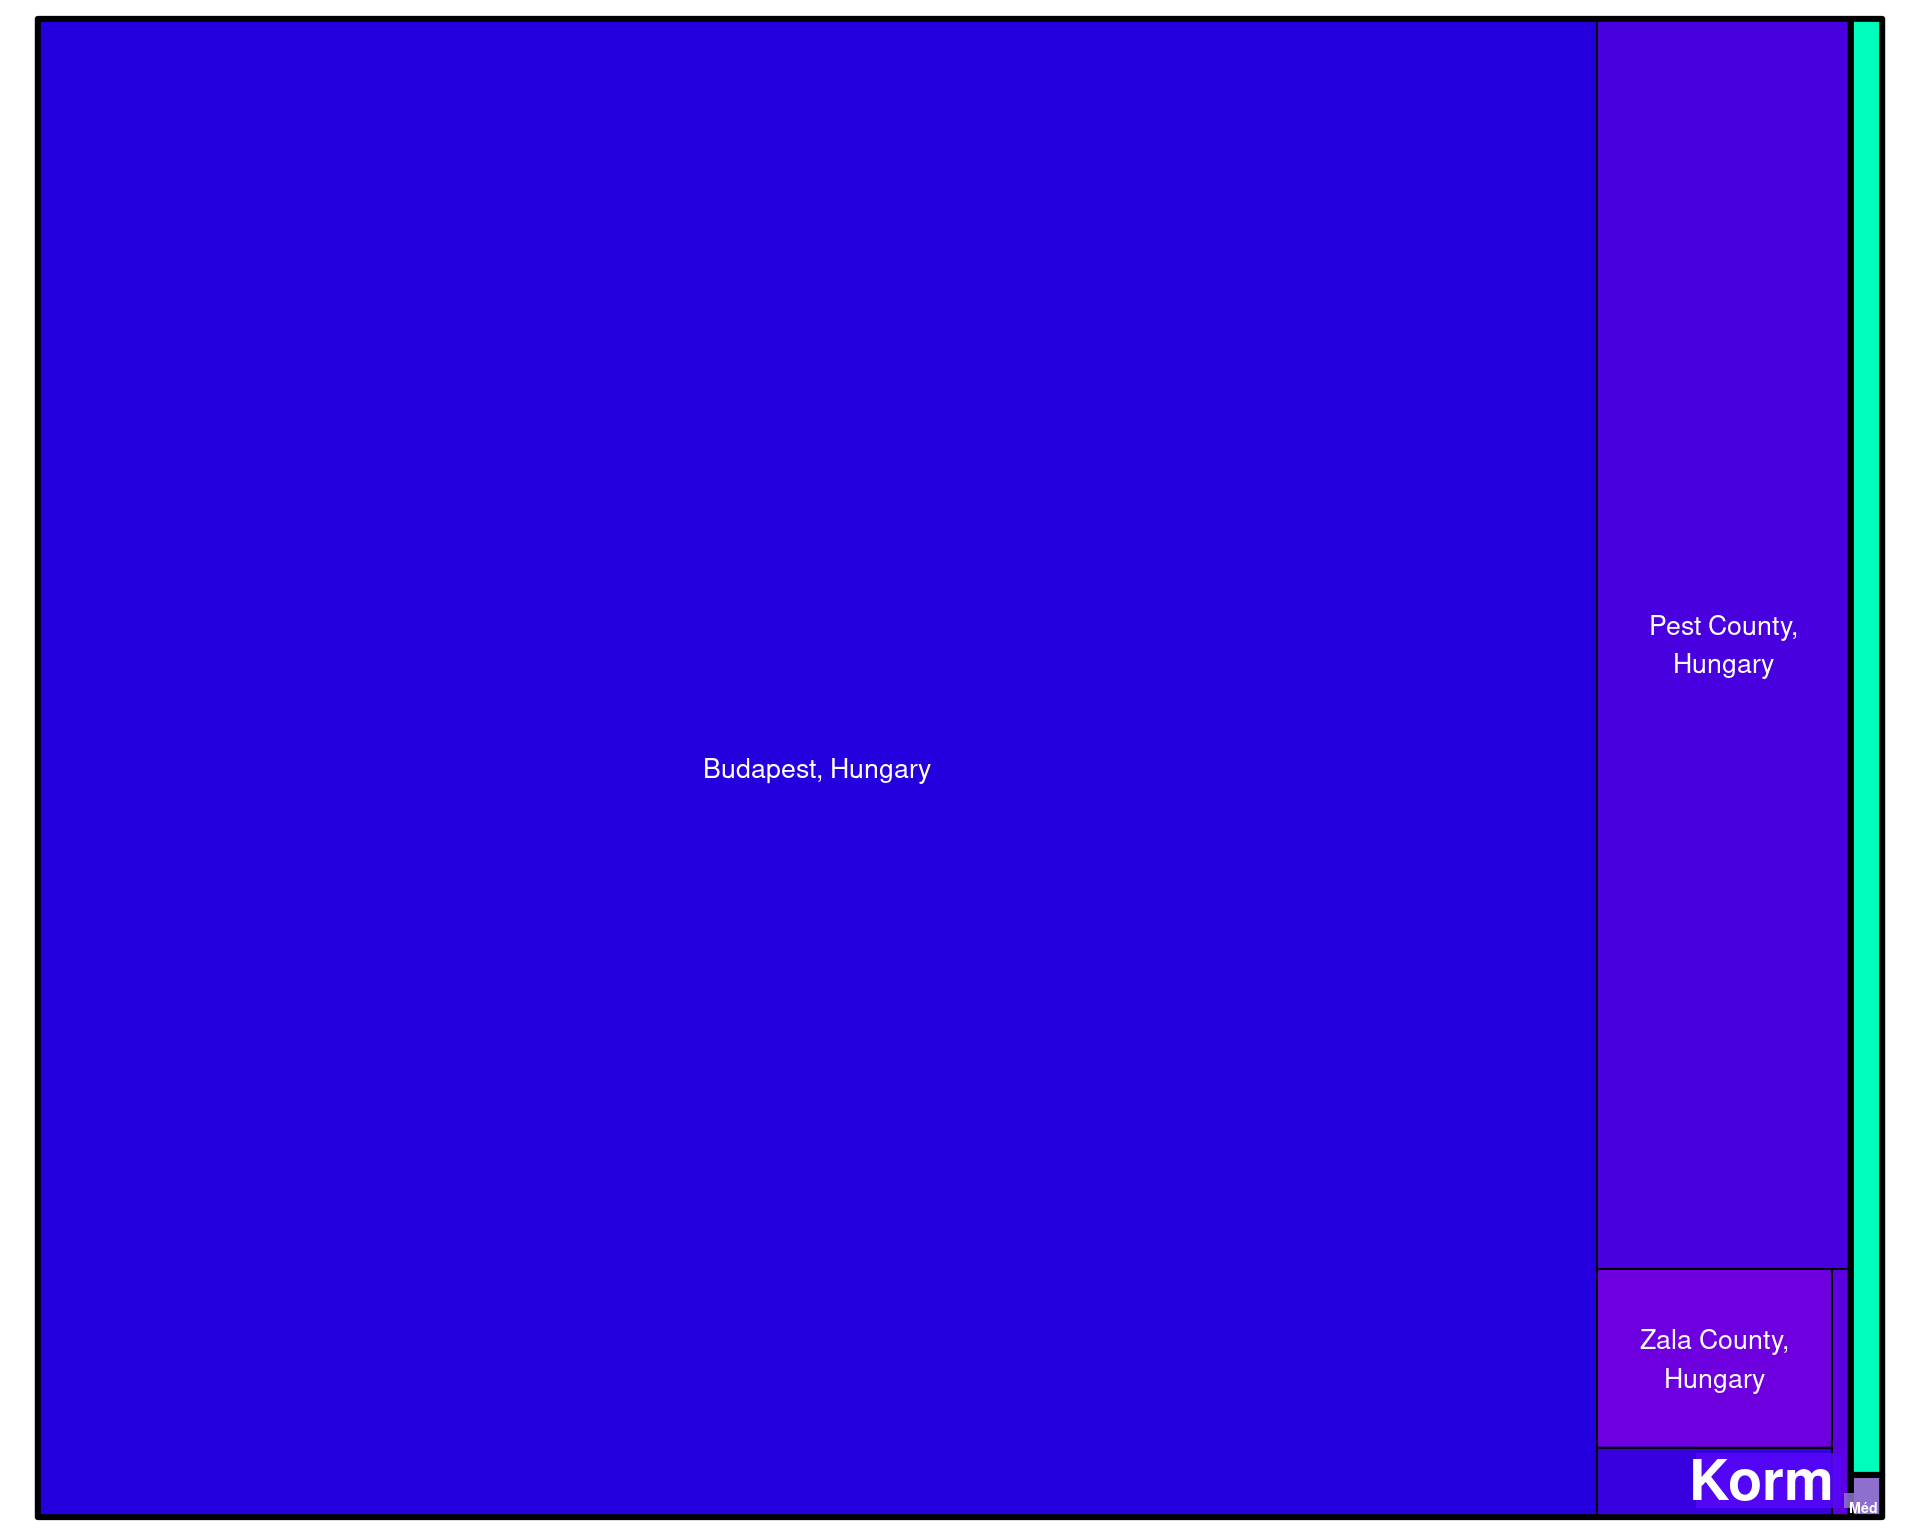 Budapest, Hungary
Pest County,
Hungary
Zala County,
Hungary
Korm
Méd